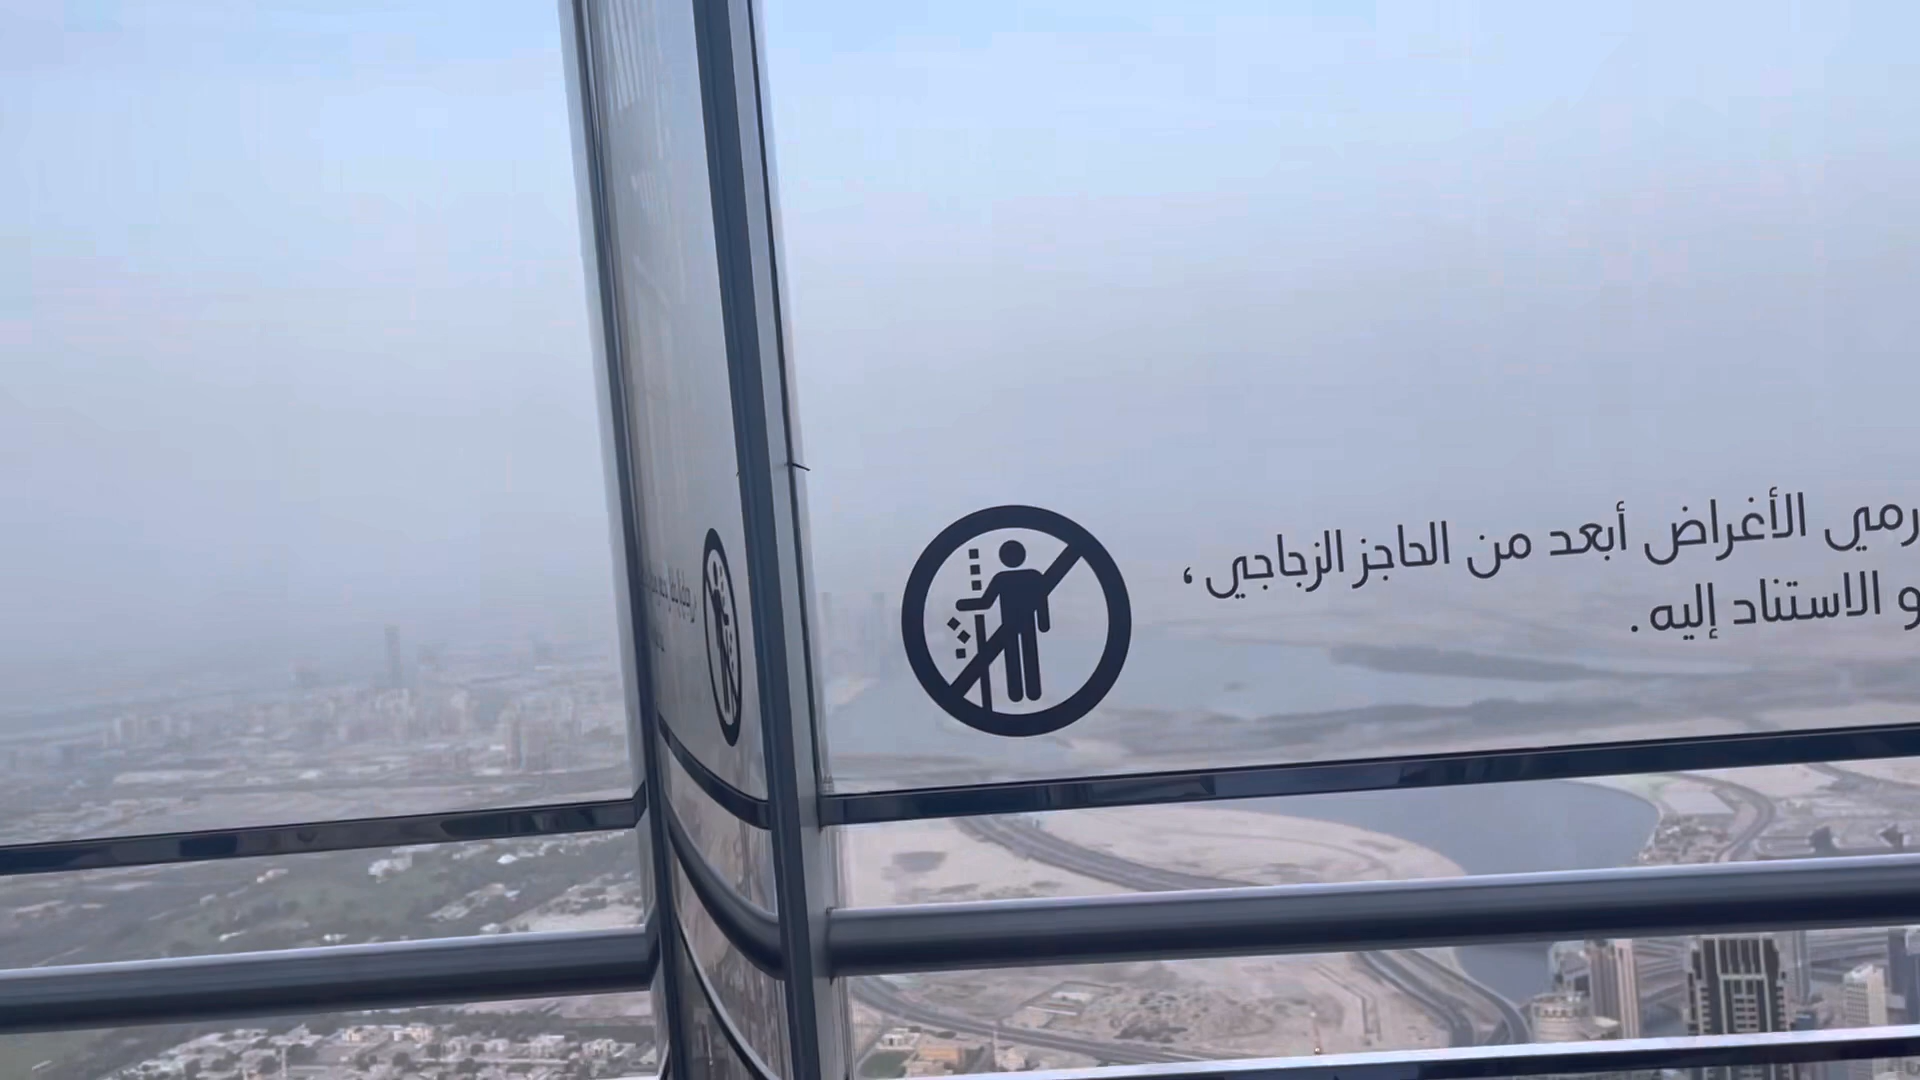 رمي الأغراض أبعد من الحاجز الزجاجي ،
و الاستناد إليه .